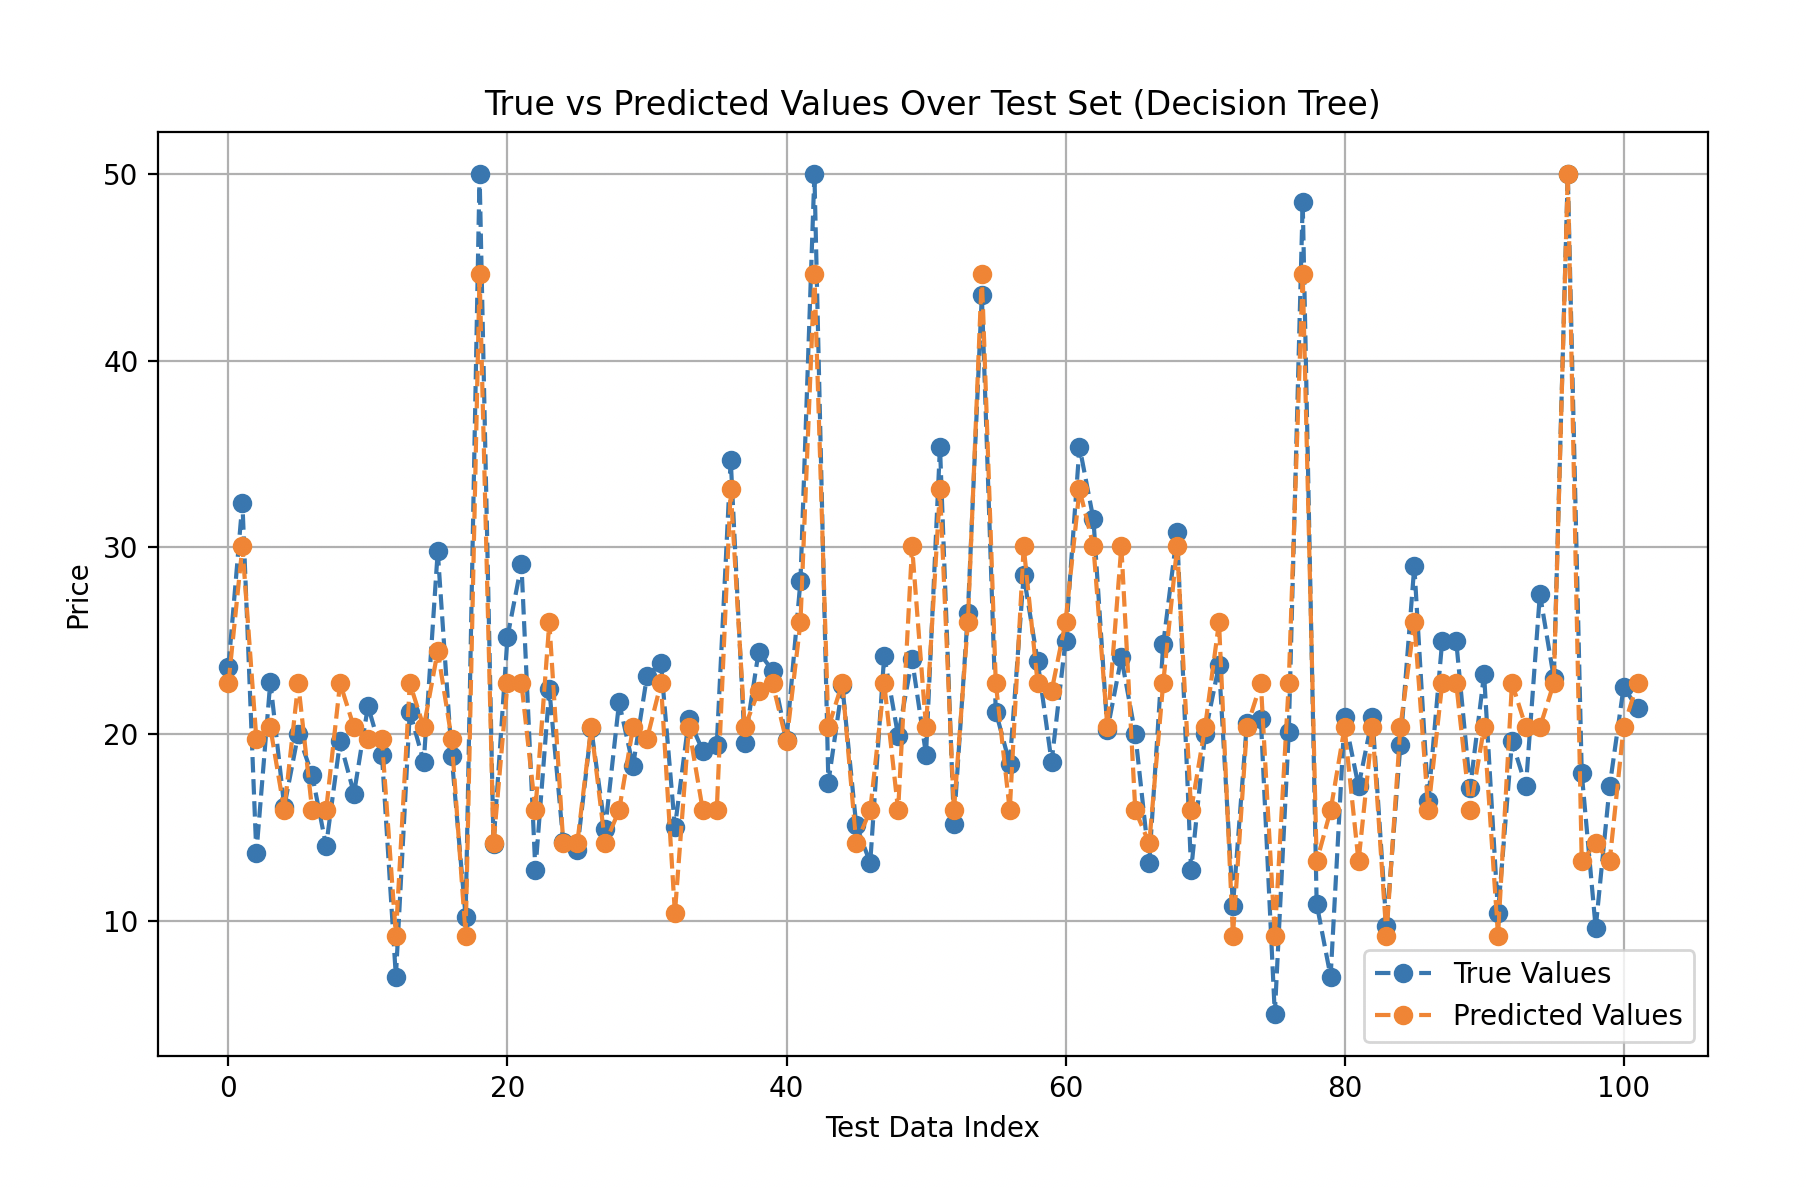 True vs Predicted Values Over Test Set (Decision Tree)
50
40
30
20
10
Price
0 20 40 60 80 100
Test Data Index
True Values
Predicted Values